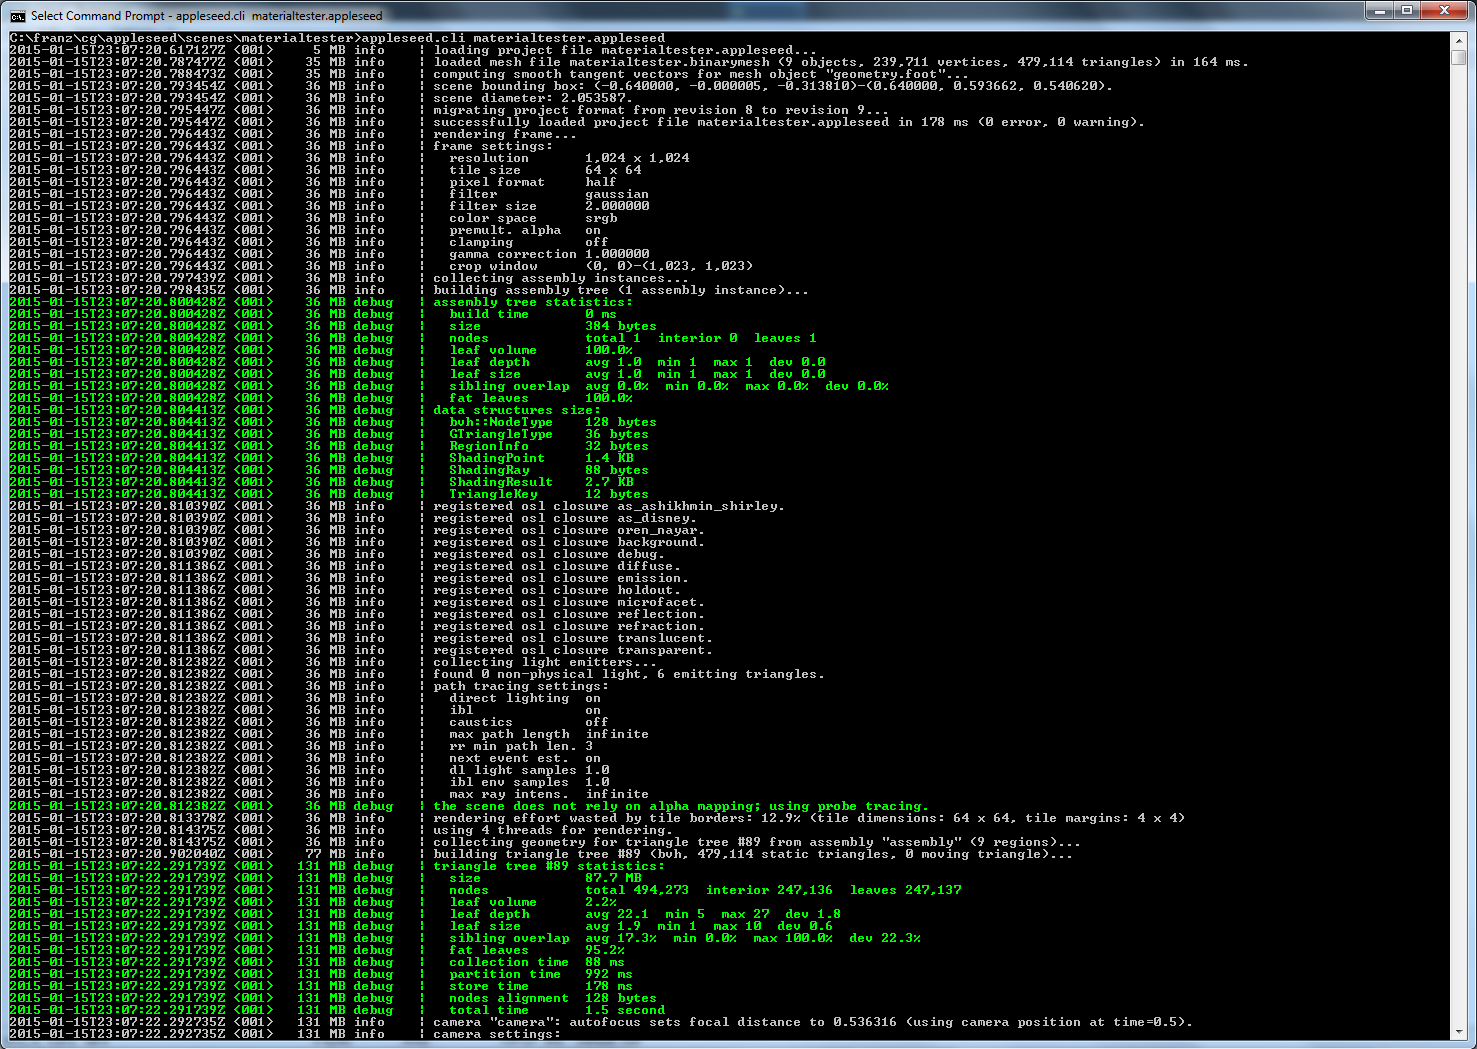 Select Command Prompt - appleseed.cli  materialtester.appleseed
C:\franz\cg\appleseed\scenes\materialtester>appleseed.cli materialtester.appleseed
2015-01-15T23:07:20.617127Z <001>     5 MB info    | loading project file materialtester.appleseed...
2015-01-15T23:07:20.787477Z <001>    35 MB info    | loaded mesh file materialtester.binarymesh (9 objects, 239,711 vertices, 479,114 triangles) in 164 ms.
2015-01-15T23:07:20.788473Z <001>    35 MB info    | computing smooth tangent vectors for mesh object "geometry.foot"...
2015-01-15T23:07:20.793454Z <001>    36 MB info    | scene bounding box: (-0.640000, -0.000005, -0.313810)-(0.640000, 0.593662, 0.540620).
2015-01-15T23:07:20.793454Z <001>    36 MB info    | scene diameter: 2.053587.
2015-01-15T23:07:20.795447Z <001>    36 MB info    | migrating project format from revision 8 to revision 9...
2015-01-15T23:07:20.795447Z <001>    36 MB info    | successfully loaded project file materialtester.appleseed in 178 ms (0 error, 0 warning).
2015-01-15T23:07:20.796443Z <001>    36 MB info    | rendering frame...
2015-01-15T23:07:20.796443Z <001>    36 MB info    | frame settings:
2015-01-15T23:07:20.796443Z <001>    36 MB info    |   resolution       1,024 x 1,024
2015-01-15T23:07:20.796443Z <001>    36 MB info    |   tile size        64 x 64
2015-01-15T23:07:20.796443Z <001>    36 MB info    |   pixel format     half
2015-01-15T23:07:20.796443Z <001>    36 MB info    |   filter           gaussian
2015-01-15T23:07:20.796443Z <001>    36 MB info    |   filter size      2.000000
2015-01-15T23:07:20.796443Z <001>    36 MB info    |   color space      srgb
2015-01-15T23:07:20.796443Z <001>    36 MB info    |   premult. alpha   on
2015-01-15T23:07:20.796443Z <001>    36 MB info    |   clamping         off
2015-01-15T23:07:20.796443Z <001>    36 MB info    |   gamma correction 1.000000
2015-01-15T23:07:20.796443Z <001>    36 MB info    |   crop window      (0, 0)-(1,023, 1,023)
2015-01-15T23:07:20.797439Z <001>    36 MB info    | collecting assembly instances...
2015-01-15T23:07:20.798435Z <001>    36 MB info    | building assembly tree (1 assembly instance)...
2015-01-15T23:07:20.800428Z <001>    36 MB debug   | assembly tree statistics:
2015-01-15T23:07:20.800428Z <001>    36 MB debug   |   build time       0 ms
2015-01-15T23:07:20.800428Z <001>    36 MB debug   |   size             384 bytes
2015-01-15T23:07:20.800428Z <001>    36 MB debug   |   nodes            total 1  interior 0  leaves 1
2015-01-15T23:07:20.800428Z <001>    36 MB debug   |   leaf volume      100.0%
2015-01-15T23:07:20.800428Z <001>    36 MB debug   |   leaf depth       avg 1.0  min 1  max 1  dev 0.0
2015-01-15T23:07:20.800428Z <001>    36 MB debug   |   leaf size        avg 1.0  min 1  max 1  dev 0.0
2015-01-15T23:07:20.800428Z <001>    36 MB debug   |   sibling overlap  avg 0.0%  min 0.0%  max 0.0%  dev 0.0%
2015-01-15T23:07:20.800428Z <001>    36 MB debug   |   fat leaves       100.0%
2015-01-15T23:07:20.804413Z <001>    36 MB debug   | data structures size:
2015-01-15T23:07:20.804413Z <001>    36 MB debug   |   bvh::NodeType    128 bytes
2015-01-15T23:07:20.804413Z <001>    36 MB debug   |   GTriangleType    36 bytes
2015-01-15T23:07:20.804413Z <001>    36 MB debug   |   RegionInfo       32 bytes
2015-01-15T23:07:20.804413Z <001>    36 MB debug   |   ShadingPoint     1.4 KB
2015-01-15T23:07:20.804413Z <001>    36 MB debug   |   ShadingRay       88 bytes
2015-01-15T23:07:20.804413Z <001>    36 MB debug   |   ShadingResult    2.7 KB
2015-01-15T23:07:20.804413Z <001>    36 MB debug   |   TriangleKey      12 bytes
2015-01-15T23:07:20.810390Z <001>    36 MB info    | registered osl closure as_ashikhmin_shirley.
2015-01-15T23:07:20.810390Z <001>    36 MB info    | registered osl closure as_disney.
2015-01-15T23:07:20.810390Z <001>    36 MB info    | registered osl closure oren_nayar.
2015-01-15T23:07:20.810390Z <001>    36 MB info    | registered osl closure background.
2015-01-15T23:07:20.810390Z <001>    36 MB info    | registered osl closure debug.
2015-01-15T23:07:20.811386Z <001>    36 MB info    | registered osl closure diffuse.
2015-01-15T23:07:20.811386Z <001>    36 MB info    | registered osl closure emission.
2015-01-15T23:07:20.811386Z <001>    36 MB info    | registered osl closure holdout.
2015-01-15T23:07:20.811386Z <001>    36 MB info    | registered osl closure microfacet.
2015-01-15T23:07:20.811386Z <001>    36 MB info    | registered osl closure reflection.
2015-01-15T23:07:20.811386Z <001>    36 MB info    | registered osl closure refraction.
2015-01-15T23:07:20.811386Z <001>    36 MB info    | registered osl closure translucent.
2015-01-15T23:07:20.811386Z <001>    36 MB info    | registered osl closure transparent.
2015-01-15T23:07:20.812382Z <001>    36 MB info    | collecting light emitters...
2015-01-15T23:07:20.812382Z <001>    36 MB info    | found 0 non-physical light, 6 emitting triangles.
2015-01-15T23:07:20.812382Z <001>    36 MB info    | path tracing settings:
2015-01-15T23:07:20.812382Z <001>    36 MB info    |   direct lighting  on
2015-01-15T23:07:20.812382Z <001>    36 MB info    |   ibl              on
2015-01-15T23:07:20.812382Z <001>    36 MB info    |   caustics         off
2015-01-15T23:07:20.812382Z <001>    36 MB info    |   max path length  infinite
2015-01-15T23:07:20.812382Z <001>    36 MB info    |   rr min path len. 3
2015-01-15T23:07:20.812382Z <001>    36 MB info    |   next event est.  on
2015-01-15T23:07:20.812382Z <001>    36 MB info    |   dl light samples 1.0
2015-01-15T23:07:20.812382Z <001>    36 MB info    |   ibl env samples  1.0
2015-01-15T23:07:20.812382Z <001>    36 MB info    |   max ray intens.  infinite
2015-01-15T23:07:20.812382Z <001>    36 MB debug   | the scene does not rely on alpha mapping; using probe tracing.
2015-01-15T23:07:20.813378Z <001>    36 MB info    | rendering effort wasted by tile borders: 12.9% (tile dimensions: 64 x 64, tile margins: 4 x 4)
2015-01-15T23:07:20.814375Z <001>    36 MB info    | using 4 threads for rendering.
2015-01-15T23:07:20.814375Z <001>    36 MB info    | collecting geometry for triangle tree #89 from assembly "assembly" (9 regions)...
2015-01-15T23:07:20.902040Z <001>    77 MB info    | building triangle tree #89 (bvh, 479,114 static triangles, 0 moving triangle)...
2015-01-15T23:07:22.291739Z <001>   131 MB debug   | triangle tree #89 statistics:
2015-01-15T23:07:22.291739Z <001>   131 MB debug   |   size             87.7 MB
2015-01-15T23:07:22.291739Z <001>   131 MB debug   |   nodes            total 494,273  interior 247,136  leaves 247,137
2015-01-15T23:07:22.291739Z <001>   131 MB debug   |   leaf volume      2.2%
2015-01-15T23:07:22.291739Z <001>   131 MB debug   |   leaf depth       avg 22.1  min 5  max 27  dev 1.8
2015-01-15T23:07:22.291739Z <001>   131 MB debug   |   leaf size        avg 1.9  min 1  max 10  dev 0.6
2015-01-15T23:07:22.291739Z <001>   131 MB debug   |   sibling overlap  avg 17.3%  min 0.0%  max 100.0%  dev 22.3%
2015-01-15T23:07:22.291739Z <001>   131 MB debug   |   fat leaves       95.2%
2015-01-15T23:07:22.291739Z <001>   131 MB debug   |   collection time  88 ms
2015-01-15T23:07:22.291739Z <001>   131 MB debug   |   partition time   992 ms
2015-01-15T23:07:22.291739Z <001>   131 MB debug   |   store time       178 ms
2015-01-15T23:07:22.291739Z <001>   131 MB debug   |   nodes alignment  128 bytes
2015-01-15T23:07:22.291739Z <001>   131 MB debug   |   total time       1.5 second
2015-01-15T23:07:22.292735Z <001>   131 MB info    | camera "camera": autofocus sets focal distance to 0.536316 (using camera position at time=0.5).
2015-01-15T23:07:22.292735Z <001>   131 MB info    | camera settings: